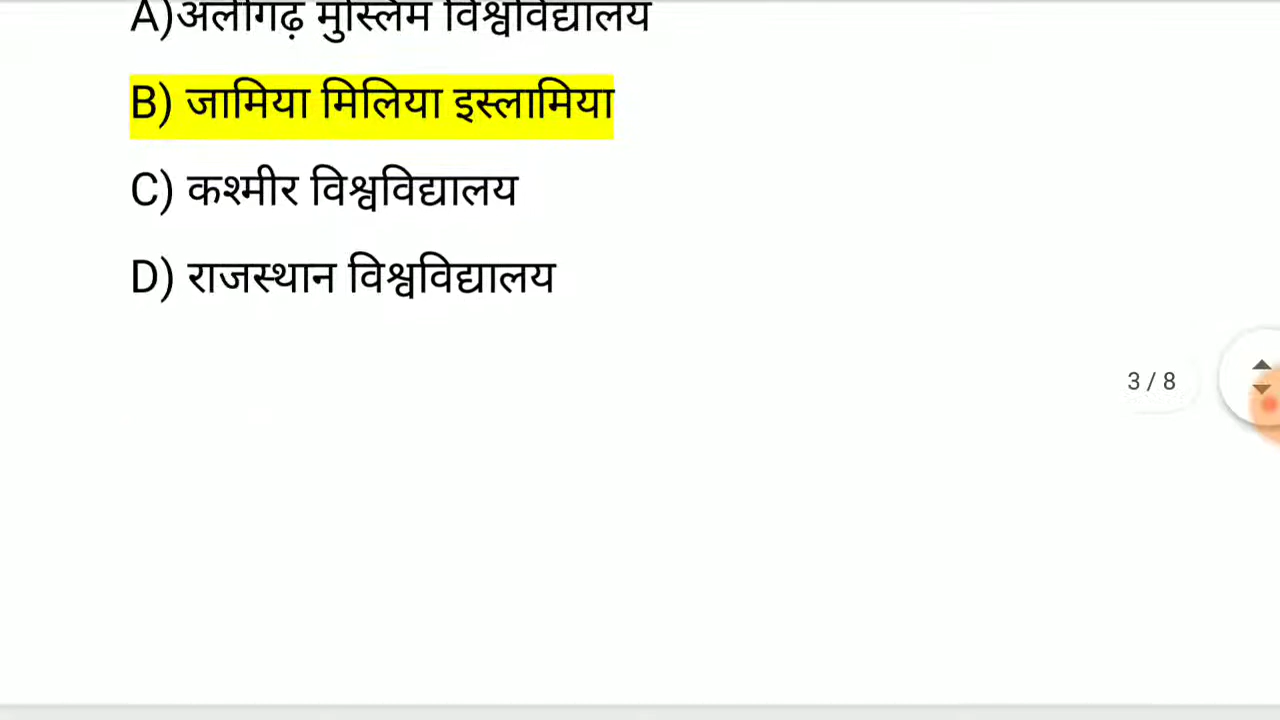 A)अलीगढ़ मुस्लिम विश्वविद्यालय
B) जामिया मिलिया इस्लामिया
C) कश्मीर विश्वविद्यालय
D) राजस्थान विश्वविद्यालय
3 / 8